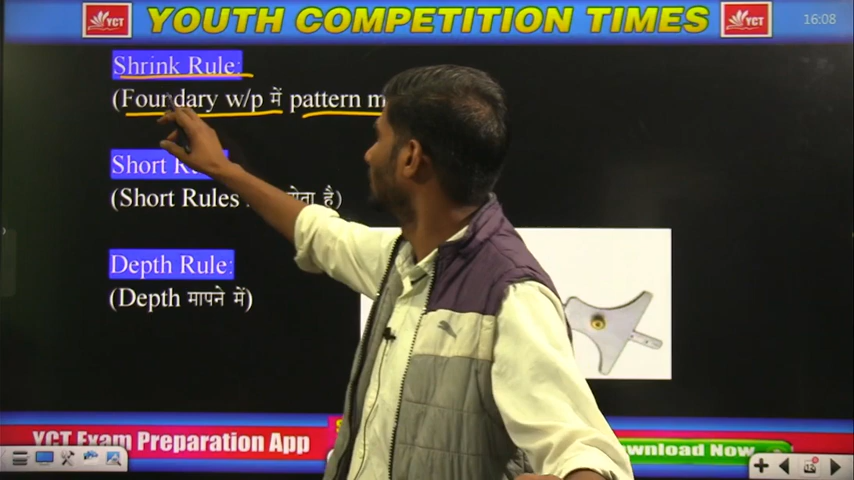 YCT
YOUTH COMPETITION TIMES
YCT
16:08
Shrink Rule:
(Foundary w/p में pattern
Short
(Short Rules है)
Depth Rule:
(Depth मापने में)
YCT Exam Preparation App
Download Now